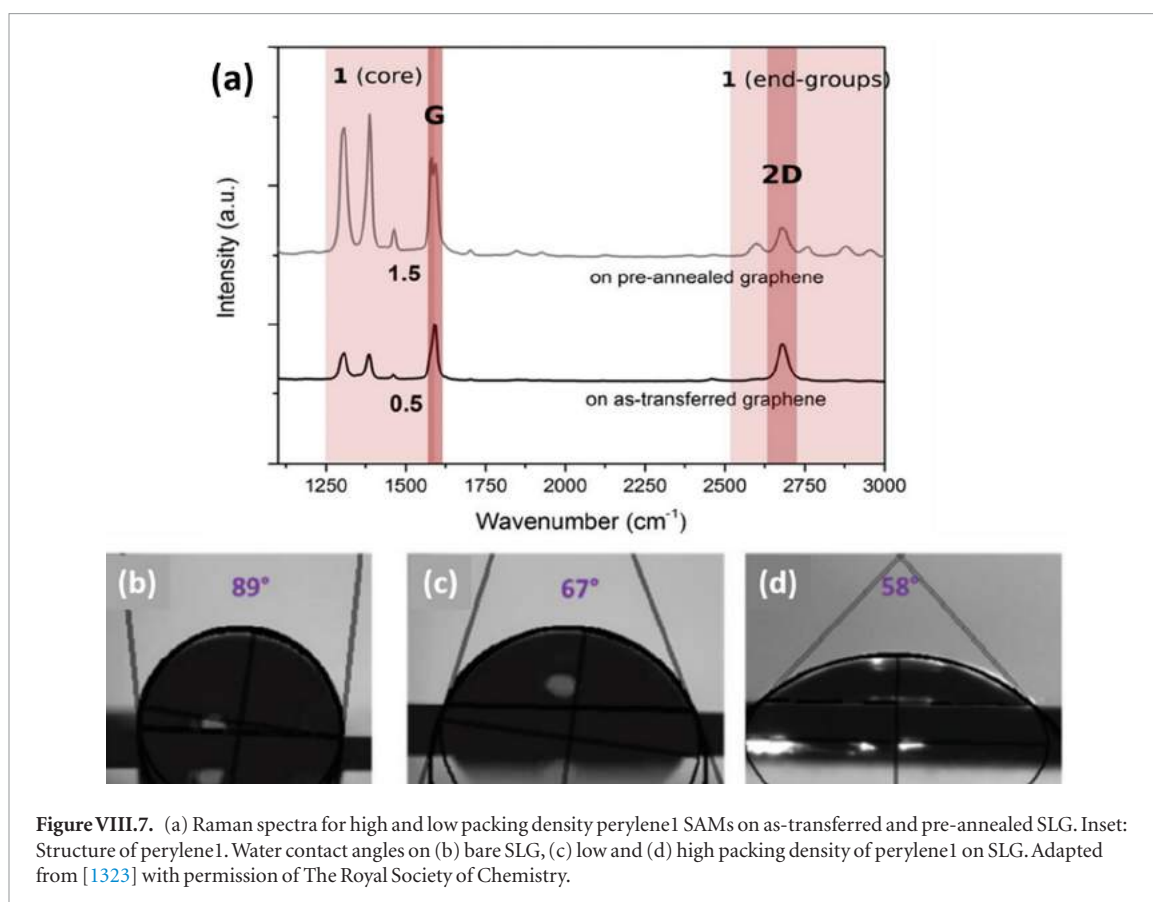 (a)
1 (core)
1 (end-groups)
G
2D
Intensity (a.u.)
1.5
on pre-annealed graphene
0.5
on as-transferred graphene
1250 1500 1750 2000 2250 2500 2750 3000
Wavenumber (cm⁻¹)
(b) 89° (c) 67° (d) 58°
Figure VIII.7. (a) Raman spectra for high and low packing density perylene1 SAMs on as-transferred and pre-annealed SLG. Inset:
Structure of perylene1. Water contact angles on (b) bare SLG, (c) low and (d) high packing density of perylene1 on SLG. Adapted
from [1323] with permission of The Royal Society of Chemistry.